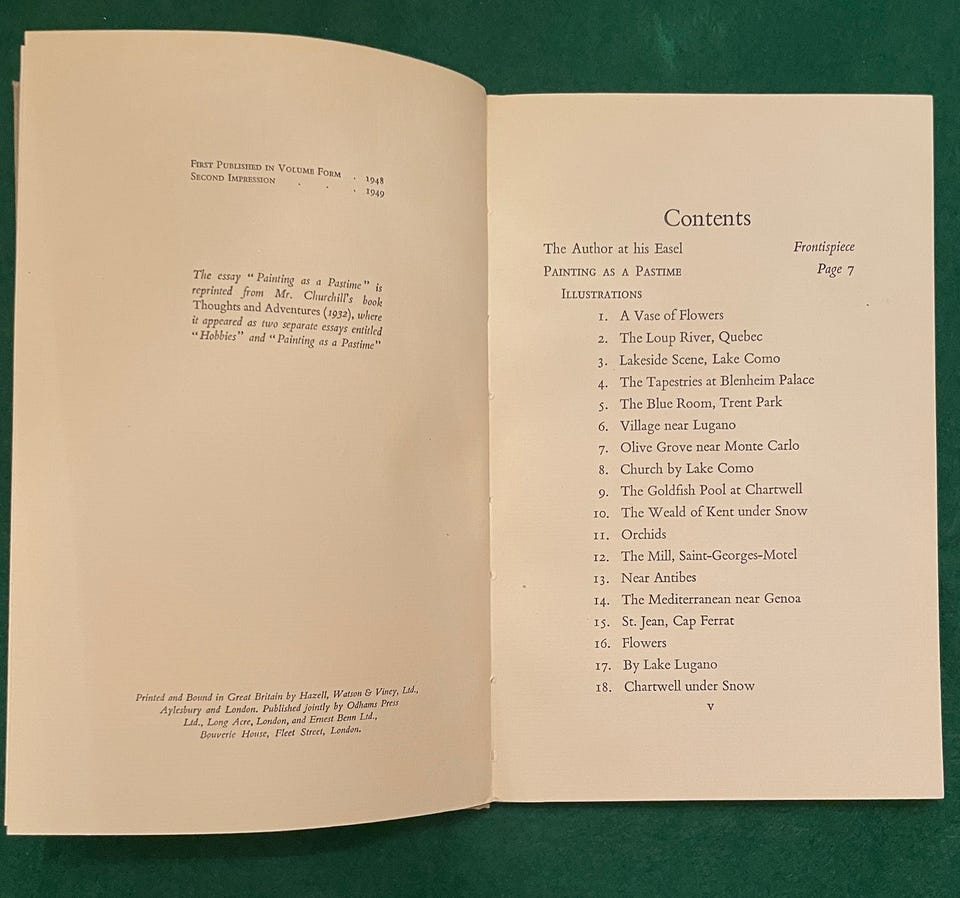 First Published in Volume Form . 1948
Second Impression . . . 1949
The essay “Painting as a Pastime” is
reprinted from Mr. Churchill's book
Thoughts and Adventures (1932), where
it appeared as two separate essays entitled
“Hobbies” and “Painting as a Pastime”
Printed and Bound in Great Britain by Hazell, Watson & Viney, Ltd.,
Aylesbury and London. Published jointly by Odhams Press
Ltd., Long Acre, London, and Ernest Benn Ltd.,
Bouverie House, Fleet Street, London.
Contents
The Author at his Easel Frontispiece
Painting as a Pastime Page 7
Illustrations
1. A Vase of Flowers
2. The Loup River, Quebec
3. Lakeside Scene, Lake Como
4. The Tapestries at Blenheim Palace
5. The Blue Room, Trent Park
6. Village near Lugano
7. Olive Grove near Monte Carlo
8. Church by Lake Como
9. The Goldfish Pool at Chartwell
10. The Weald of Kent under Snow
11. Orchids
12. The Mill, Saint-Georges-Motel
13. Near Antibes
14. The Mediterranean near Genoa
15. St. Jean, Cap Ferrat
16. Flowers
17. By Lake Lugano
18. Chartwell under Snow
v